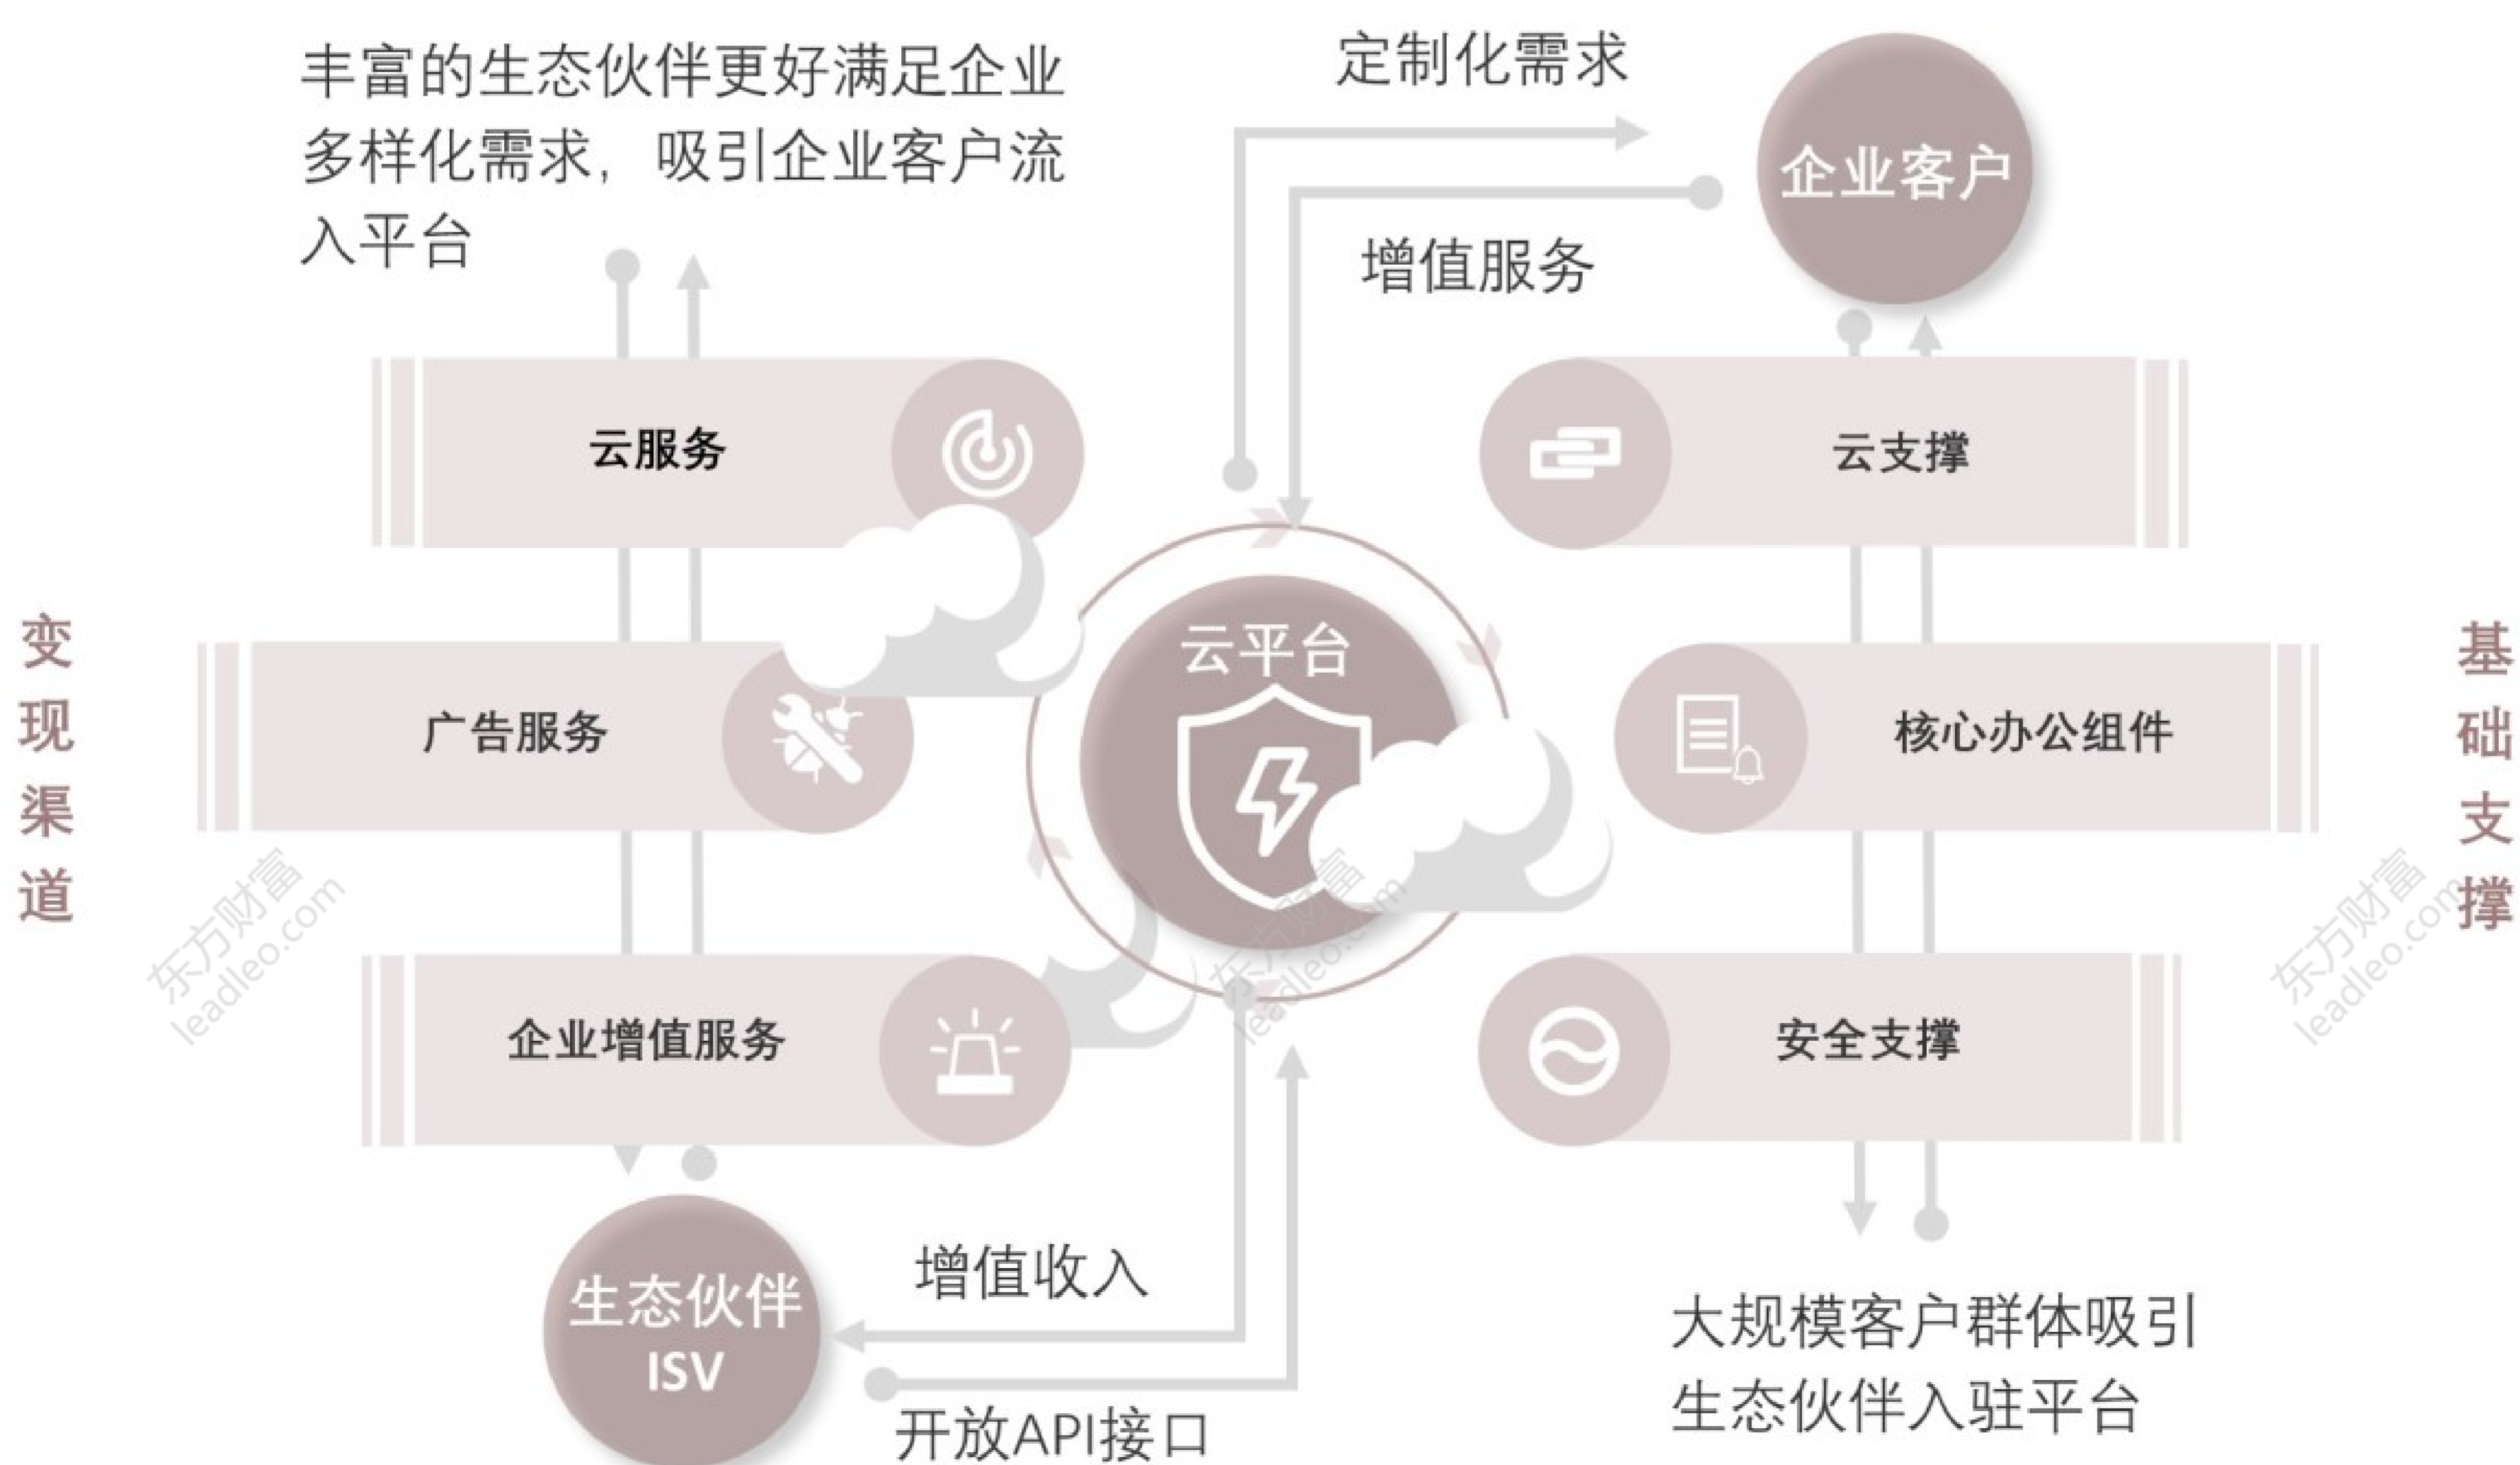 丰富的生态伙伴更好满足企业
多样化需求，吸引企业客户流
入平台
定制化需求
企业客户
增值服务
云服务
云支撑
变现渠道
广告服务
云平台
核心办公组件
基础支撑
企业增值服务
安全支撑
生态伙伴
ISV
增值收入
开放API接口
大规模客户群体吸引
生态伙伴入驻平台
东方财富
leadleo.com
东方财富
leadleo.com
东方财富
leadleo.com